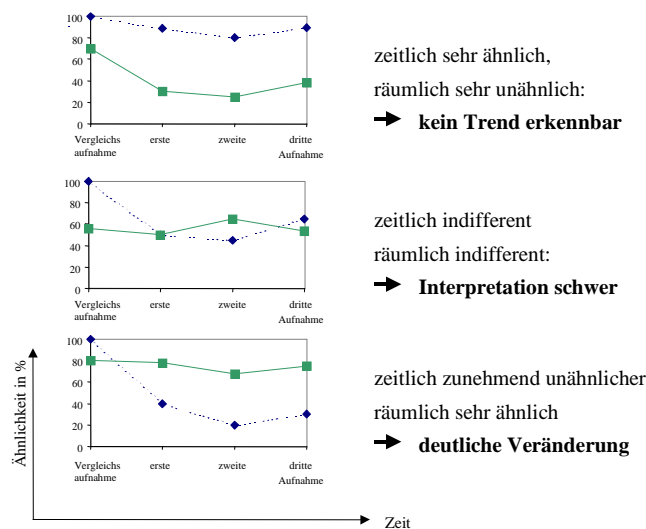 100
80
60
40
20
0
Vergleichs
aufnahme
erste
zweite
dritte
Aufnahme
zeitlich sehr ähnlich,
räumlich sehr unähnlich:
kein Trend erkennbar
100
80
60
40
20
0
Vergleichs
aufnahme
erste
zweite
dritte
Aufnahme
zeitlich indifferent
räumlich indifferent:
Interpretation schwer
100
80
60
40
20
0
Vergleichs
aufnahme
erste
zweite
dritte
Aufnahme
zeitlich zunehmend unähnlicher
räumlich sehr ähnlich
deutliche Veränderung
Ähnlichkeit in %
Zeit